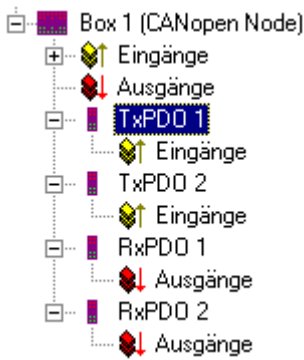 Box 1 (CANopen Node)
Eingänge
Ausgänge
TxPDO 1
Eingänge
TxPDO 2
Eingänge
RxPDO 1
Ausgänge
RxPDO 2
Ausgänge